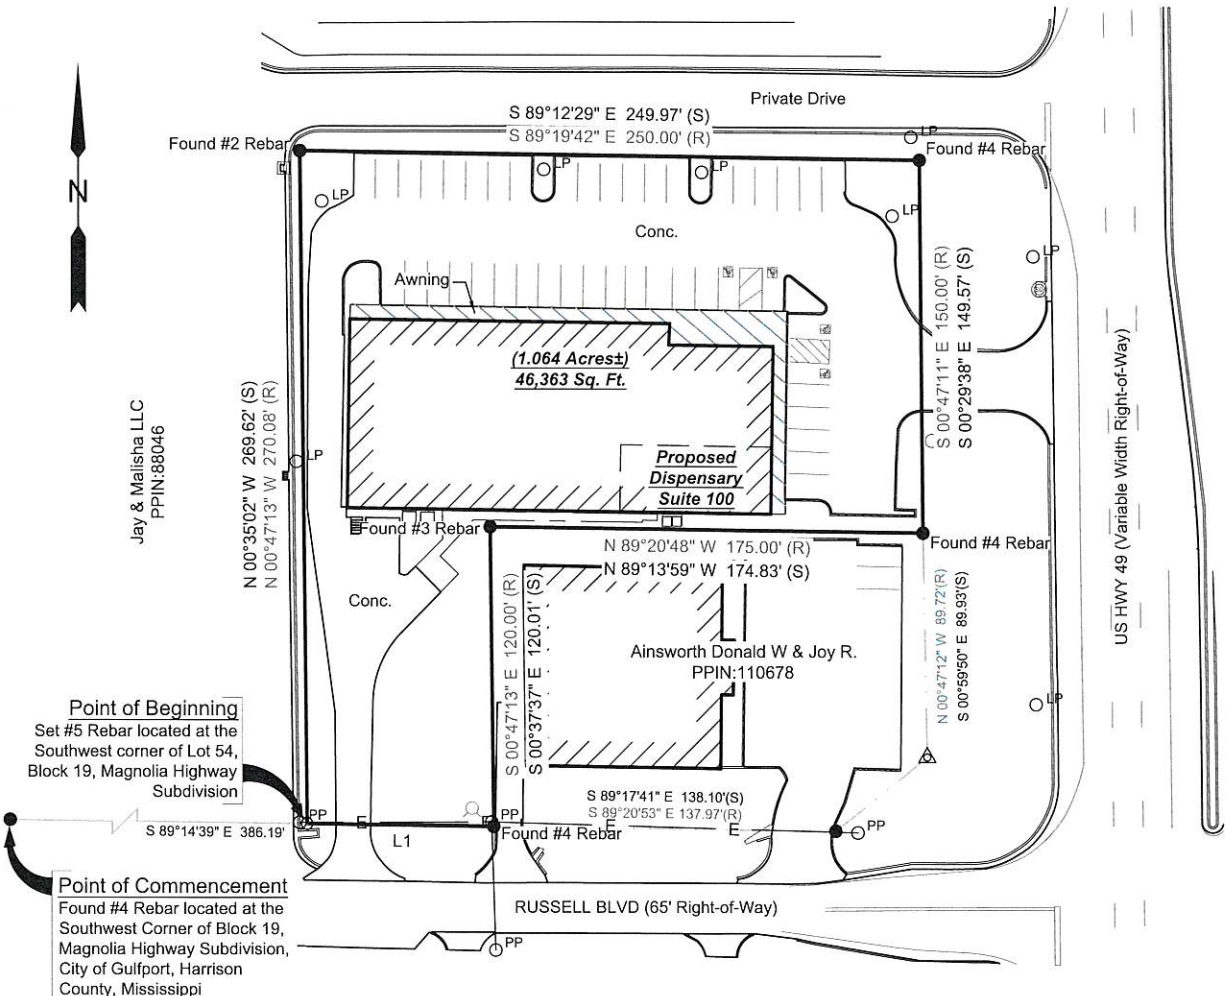 Private Drive
S 89°12'29" E 249.97' (S)
S 89°19'42" E 250.00' (R)
Found #2 Rebar
LP
Found #4 Rebar
LP
LP
LP
LP
N
Conc.
LP
Awning
(1.064 Acres±)
46,363 Sq. Ft.
S 00°47'11" E 150.00' (R)
S 00°29'38" E 149.57' (S)
US HWY 49 (Variable Width Right-of-Way)
Jay & Malisha LLC
PPIN:88046
N 00°35'02" W 269.62' (S)
N 00°47'13" W 270.08' (R)
LP
Proposed
Dispensary
Suite 100
Found #3 Rebar
N 89°20'48" W 175.00' (R)
N 89°13'59" W 174.83' (S)
Found #4 Rebar
Conc.
S 00°47'13" E 120.00' (R)
S 00°37'37" E 120.01' (S)
Ainsworth Donald W & Joy R.
PPIN:110678
N 00°47'12" W 89.72'(R)
S 00°59'50" E 89.93'(S)
LP
Point of Beginning
Set #5 Rebar located at the
Southwest corner of Lot 54,
Block 19, Magnolia Highway
Subdivision
S 89°17'41" E 138.10'(S)
S 89°20'53" E 137.97'(R)
S 89°14'39" E 386.19'
PP
E
E
PP
E
E
PP
L1
Found #4 Rebar
Point of Commencement
Found #4 Rebar located at the
Southwest Corner of Block 19,
Magnolia Highway Subdivision,
City of Gulfport, Harrison
County, Mississippi
RUSSELL BLVD (65' Right-of-Way)
PP